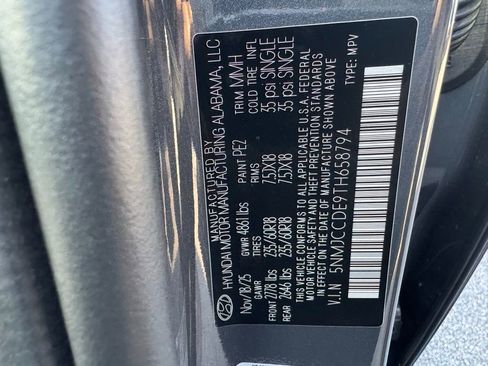 HYUNDAI MOTOR MANUFACTURING ALABAMA, LLC
Nov/18/25 GVWR 4861 lbs PAINT PE2 TRIM MMH
GAWR TIRES RIMS COLD TIRE INFL
FRONT 2778 lbs 235/60R18 7.5JX18 35 psi SINGLE
REAR 2646 lbs 235/60R18 7.5JX18 35 psi SINGLE
THIS VEHICLE CONFORMS TO ALL APPLICABLE U.S.A. FEDERAL
MOTOR VEHICLE SAFETY, BUMPER, AND THEFT PREVENTION STANDARDS
IN EFFECT ON THE DATE OF MANUFACTURE SHOWN ABOVE
V.I.N 5NMJCCDE9TH658794 TYPE: MPV